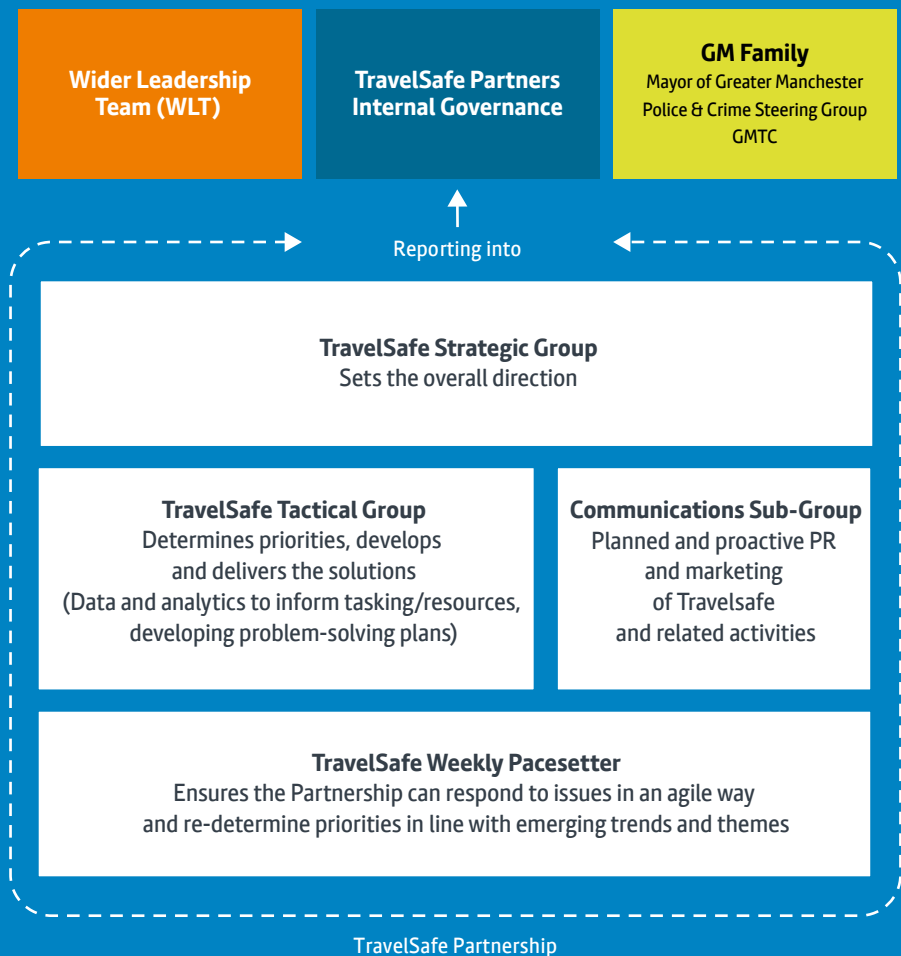 Wider Leadership
Team (WLT)
TravelSafe Partners
Internal Governance
GM Family
Mayor of Greater Manchester
Police & Crime Steering Group
GMTC
Reporting into
TravelSafe Strategic Group
Sets the overall direction
TravelSafe Tactical Group
Determines priorities, develops
and delivers the solutions
(Data and analytics to inform tasking/resources,
developing problem-solving plans)
Communications Sub-Group
Planned and proactive PR
and marketing
of Travelsafe
and related activities
TravelSafe Weekly Pacesetter
Ensures the Partnership can respond to issues in an agile way
and re-determine priorities in line with emerging trends and themes
TravelSafe Partnership